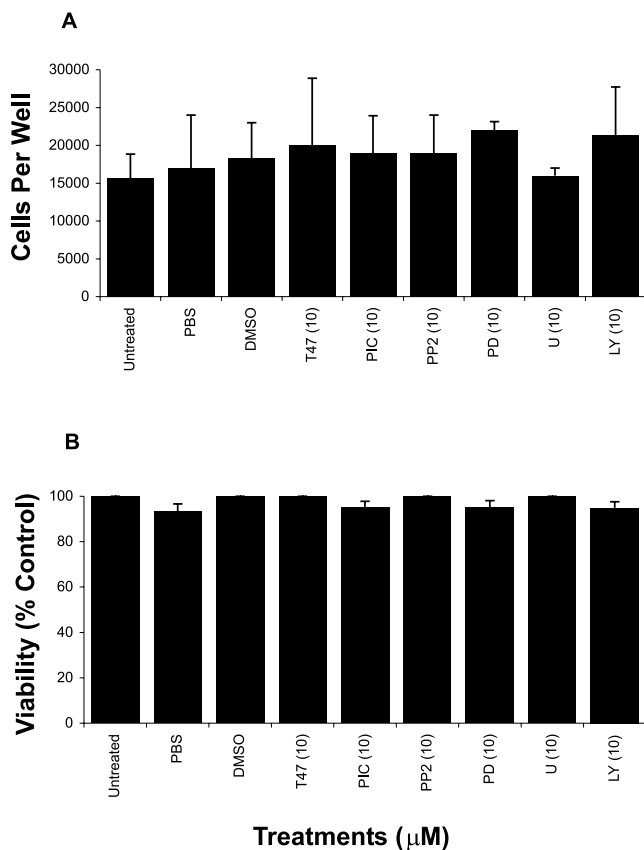 A
Cells Per Well
30000
25000
20000
15000
10000
5000
0
Untreated
PBS
DMSO
T47 (10)
PIC (10)
PP2 (10)
PD (10)
U (10)
LY (10)
B
Viability (% Control)
100
80
60
40
20
0
Untreated
PBS
DMSO
T47 (10)
PIC (10)
PP2 (10)
PD (10)
U (10)
LY (10)
Treatments (μM)